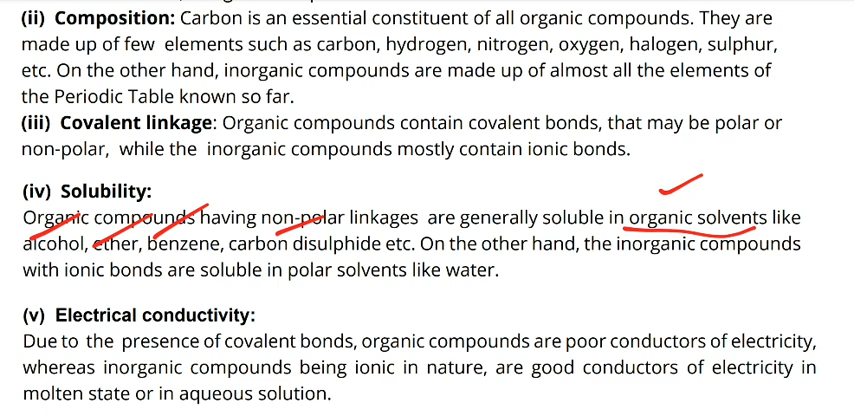 (ii) Composition: Carbon is an essential constituent of all organic compounds. They are
made up of few elements such as carbon, hydrogen, nitrogen, oxygen, halogen, sulphur,
etc. On the other hand, inorganic compounds are made up of almost all the elements of
the Periodic Table known so far.
(iii) Covalent linkage: Organic compounds contain covalent bonds, that may be polar or
non-polar, while the inorganic compounds mostly contain ionic bonds.
(iv) Solubility:
Organic compounds having non-polar linkages are generally soluble in organic solvents like
alcohol, ether, benzene, carbon disulphide etc. On the other hand, the inorganic compounds
with ionic bonds are soluble in polar solvents like water.
(v) Electrical conductivity:
Due to the presence of covalent bonds, organic compounds are poor conductors of electricity,
whereas inorganic compounds being ionic in nature, are good conductors of electricity in
molten state or in aqueous solution.